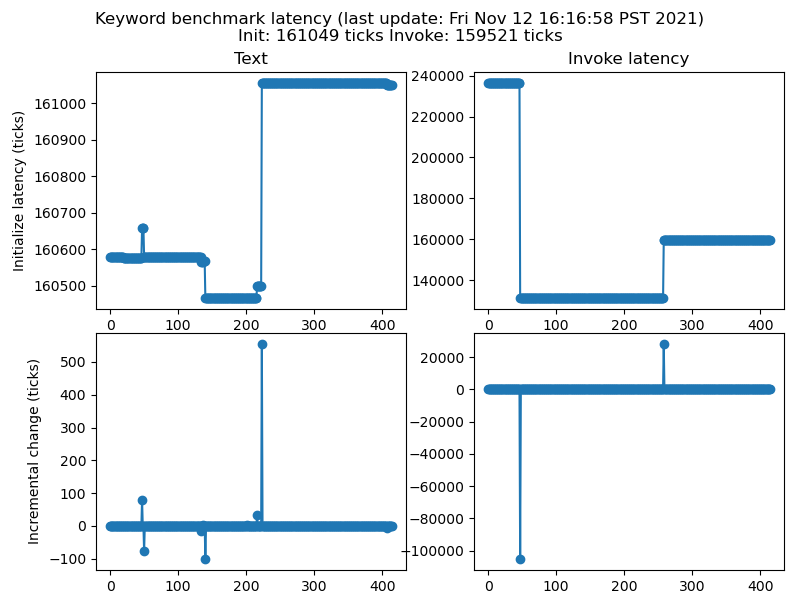 Keyword benchmark latency (last update: Fri Nov 12 16:16:58 PST 2021)
Init: 161049 ticks Invoke: 159521 ticks
Text
Invoke latency
Initialize latency (ticks)
161000
160900
160800
160700
160600
160500
0 100 200 300 400
240000
220000
200000
180000
160000
140000
0 100 200 300 400
Incremental change (ticks)
500
400
300
200
100
0
−100
0 100 200 300 400
20000
0
−20000
−40000
−60000
−80000
−100000
0 100 200 300 400